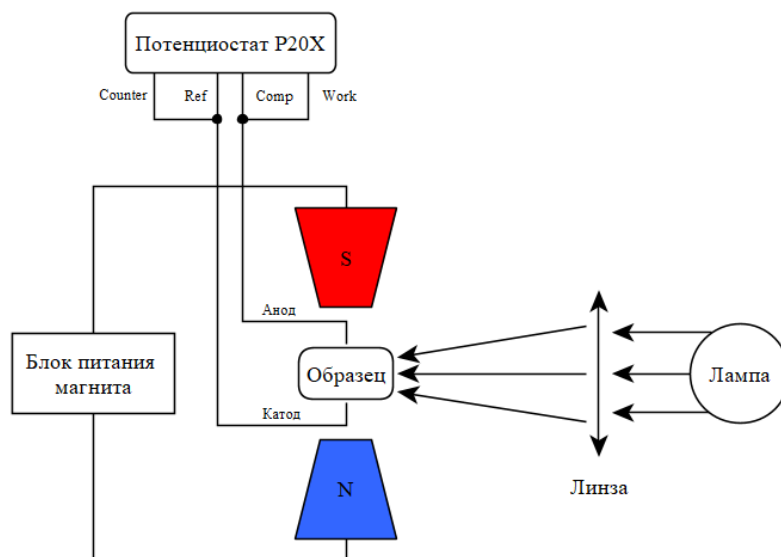 Потенциостат P20X
Counter
Ref
Comp
Work
S
Анод
Блок питания
магнита
Образец
Лампа
Катод
N
Линза